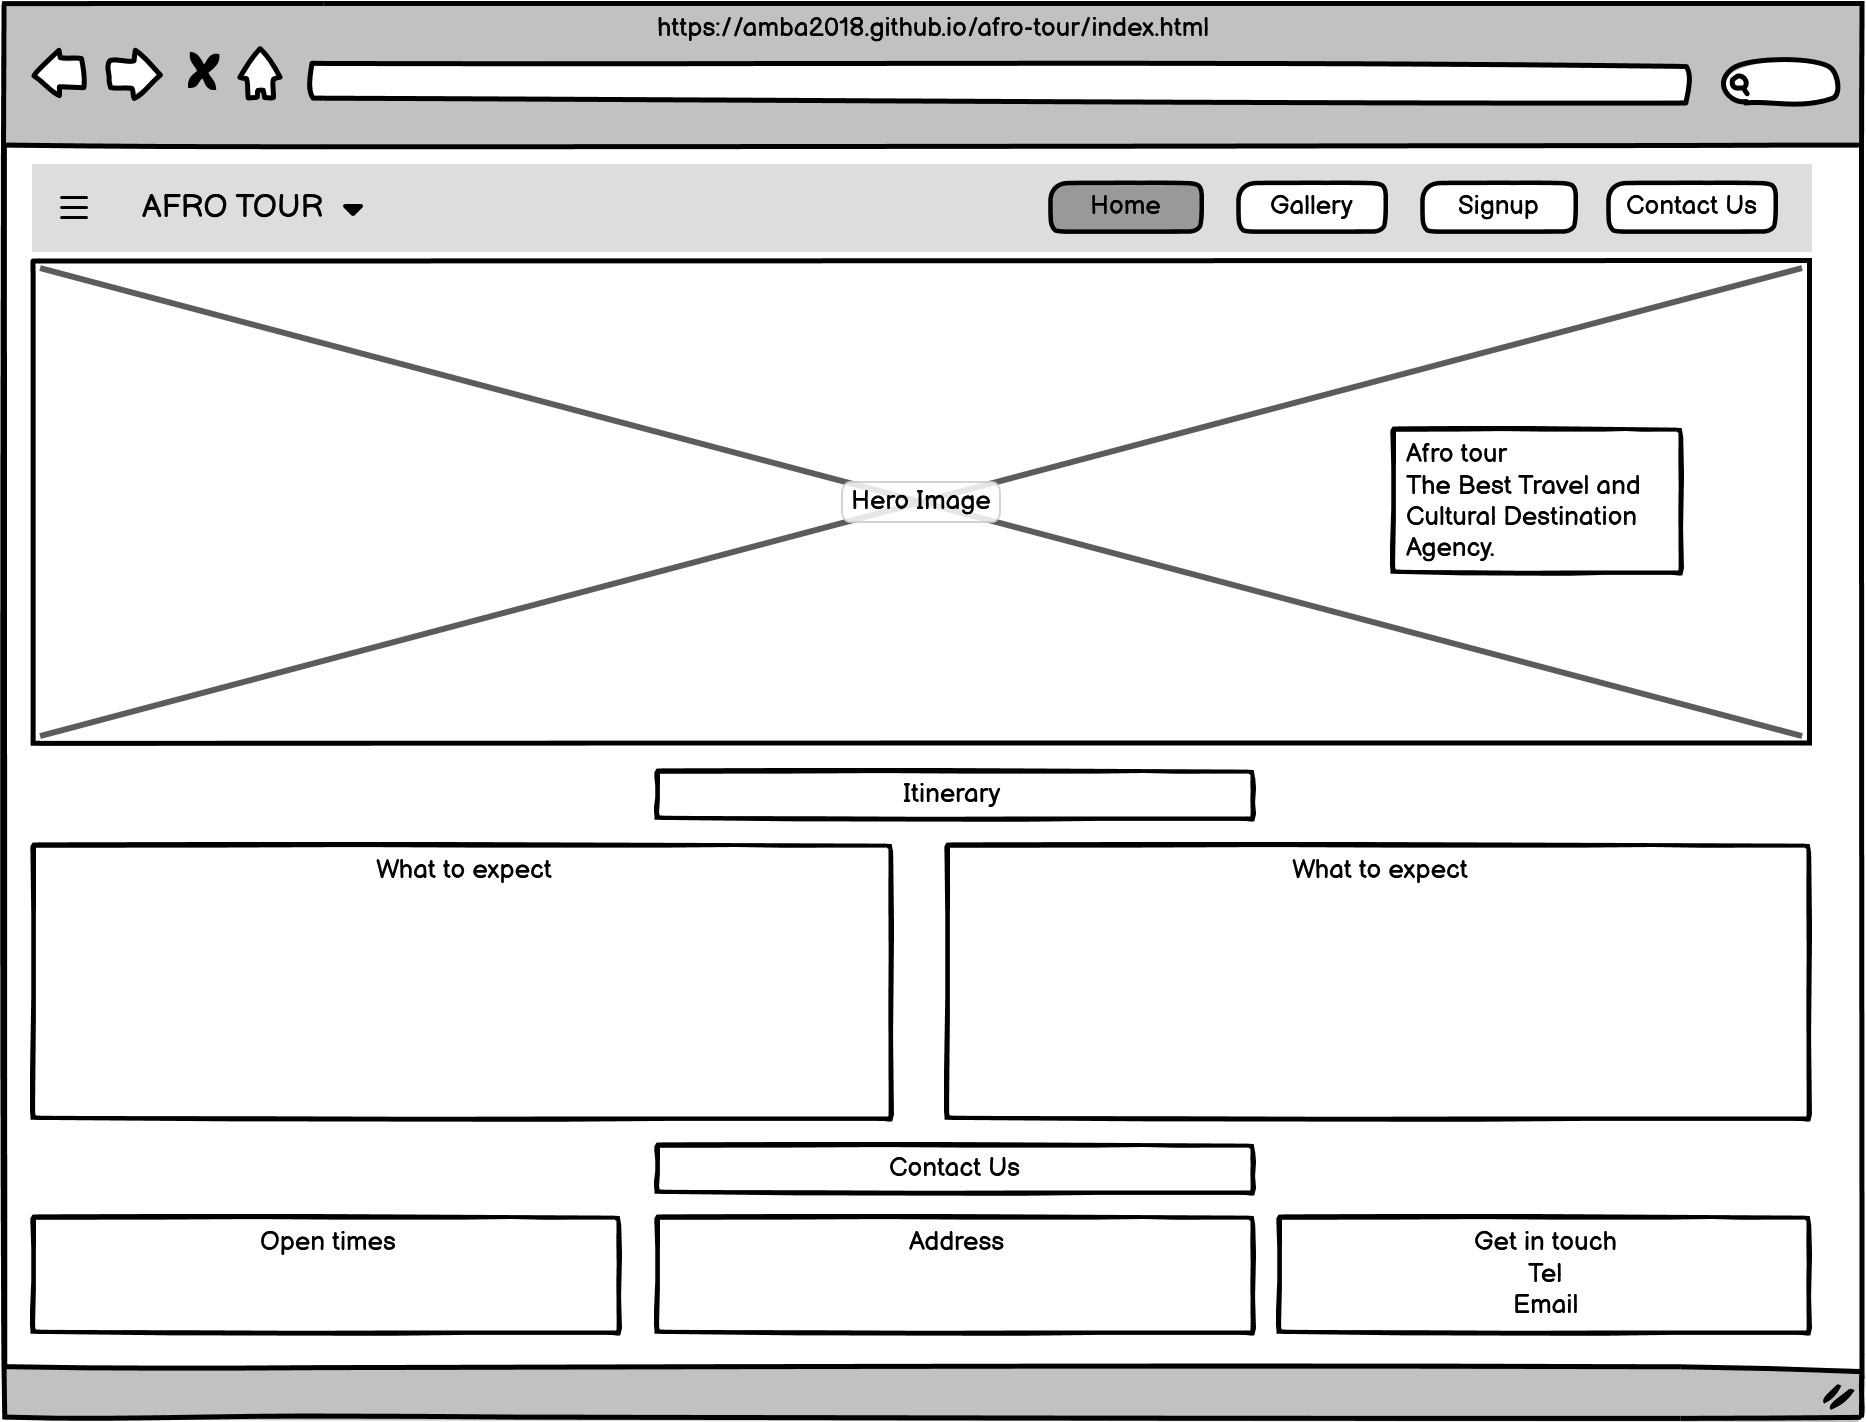 https://amba2018.github.io/afro-tour/index.html
AFRO TOUR
Home
Gallery
Signup
Contact Us
Hero Image
Afro tour
The Best Travel and
Cultural Destination
Agency.
Itinerary
What to expect
What to expect
Contact Us
Open times
Address
Get in touch
Tel
Email